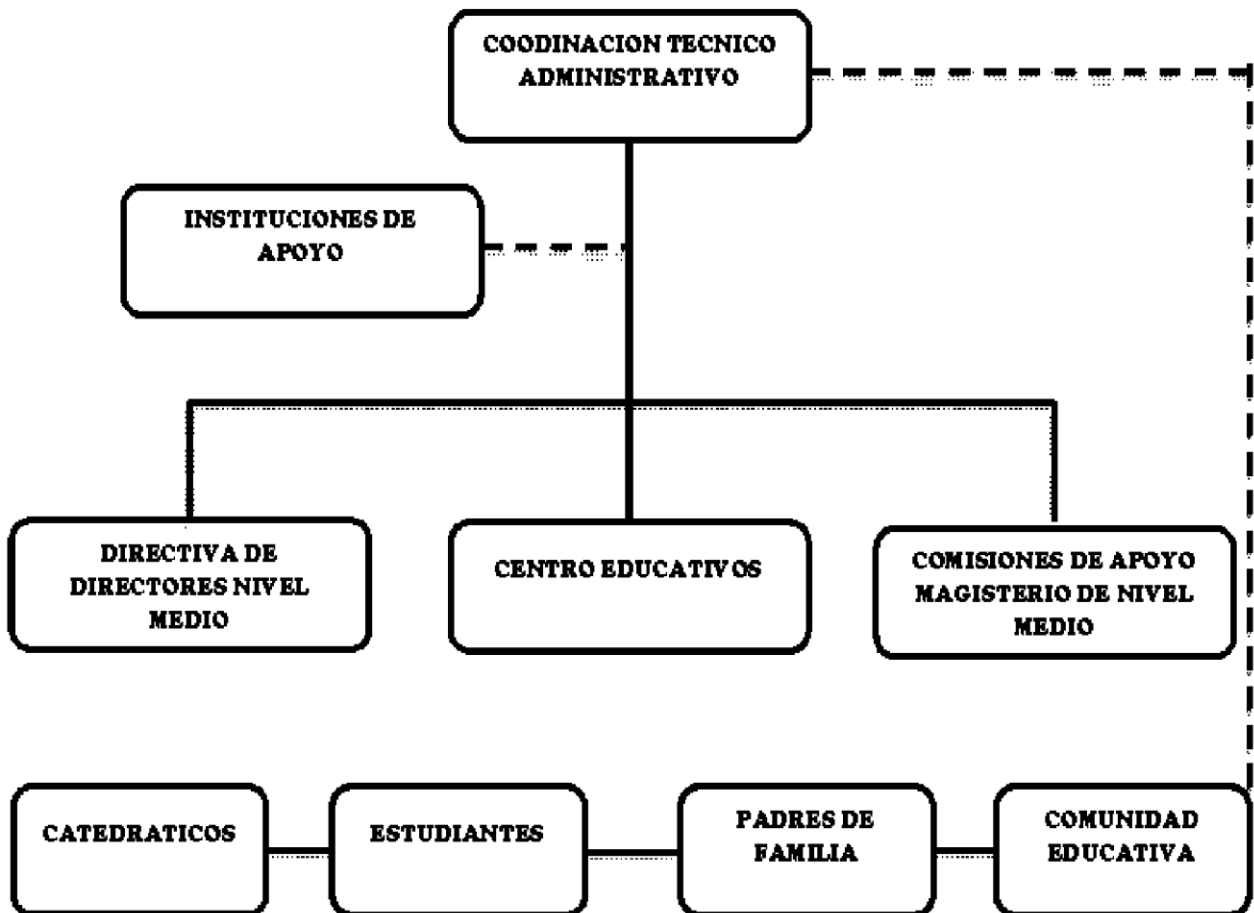 COODINACION TECNICO
ADMINISTRATIVO
INSTITUCIONES DE
APOYO
DIRECTIVA DE
DIRECTORES NIVEL
MEDIO
CENTRO EDUCATIVOS
COMISIONES DE APOYO
MAGISTERIO DE NIVEL
MEDIO
CATEDRATICOS
ESTUDIANTES
PADRES DE
FAMILIA
COMUNIDAD
EDUCATIVA